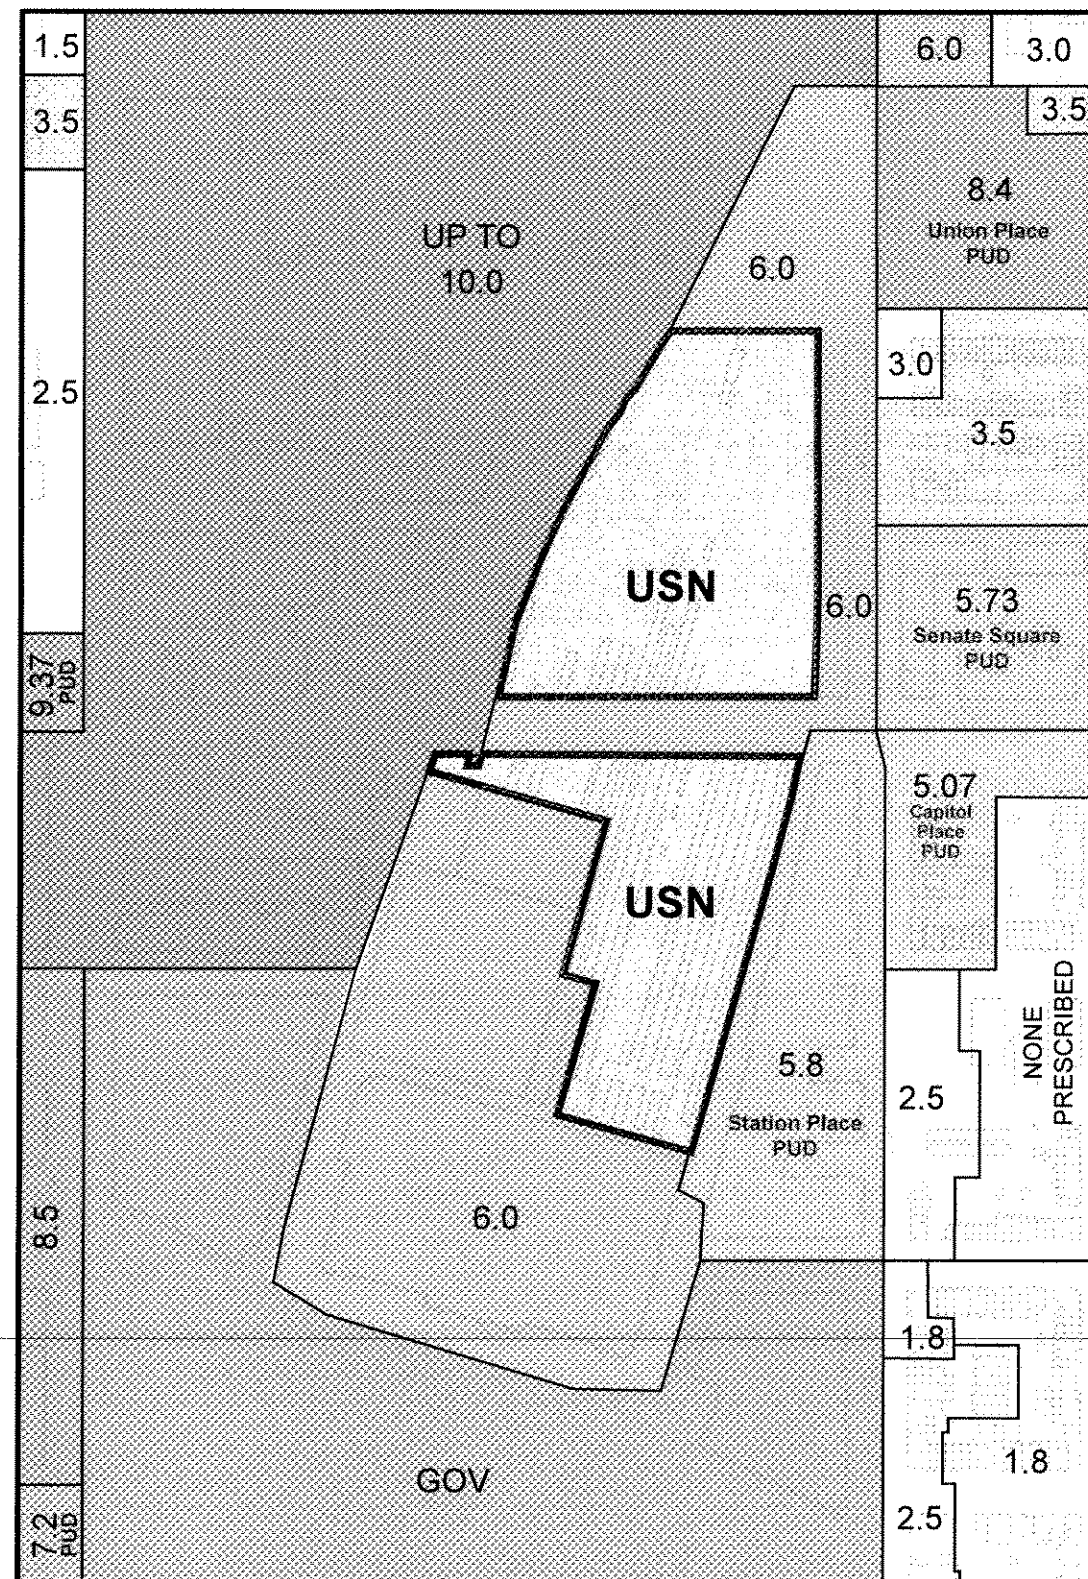 1.5
6.0
3.0
3.5
3.5
8.4
Union Place
PUD
UP TO
10.0
6.0
3.0
2.5
3.5
USN
6.0
5.73
Senate Square
PUD
9.37
PUD
5.07
Capitol
Place
PUD
USN
NONE
PRESCRIBED
5.8
2.5
Station Place
PUD
6.0
8.5
1.8
1.8
GOV
2.5
7.2
PUD